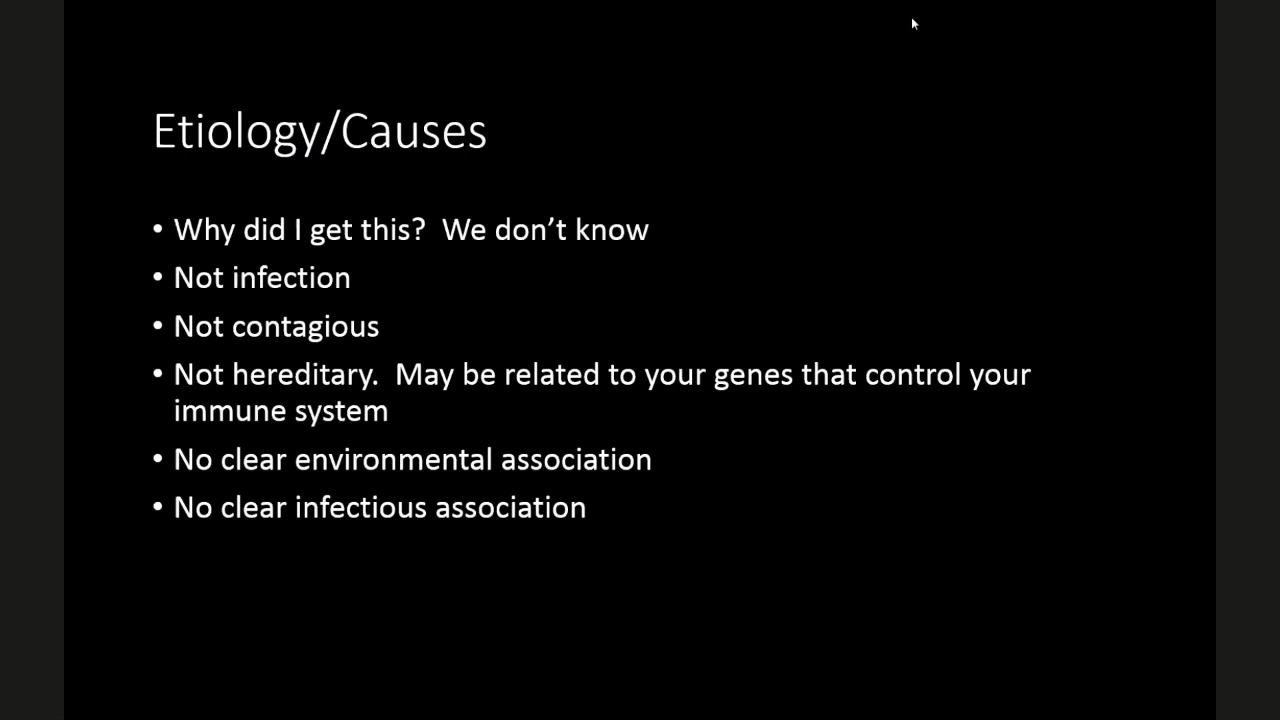 Etiology/Causes
• Why did I get this?  We don’t know
• Not infection
• Not contagious
• Not hereditary.  May be related to your genes that control your
immune system
• No clear environmental association
• No clear infectious association